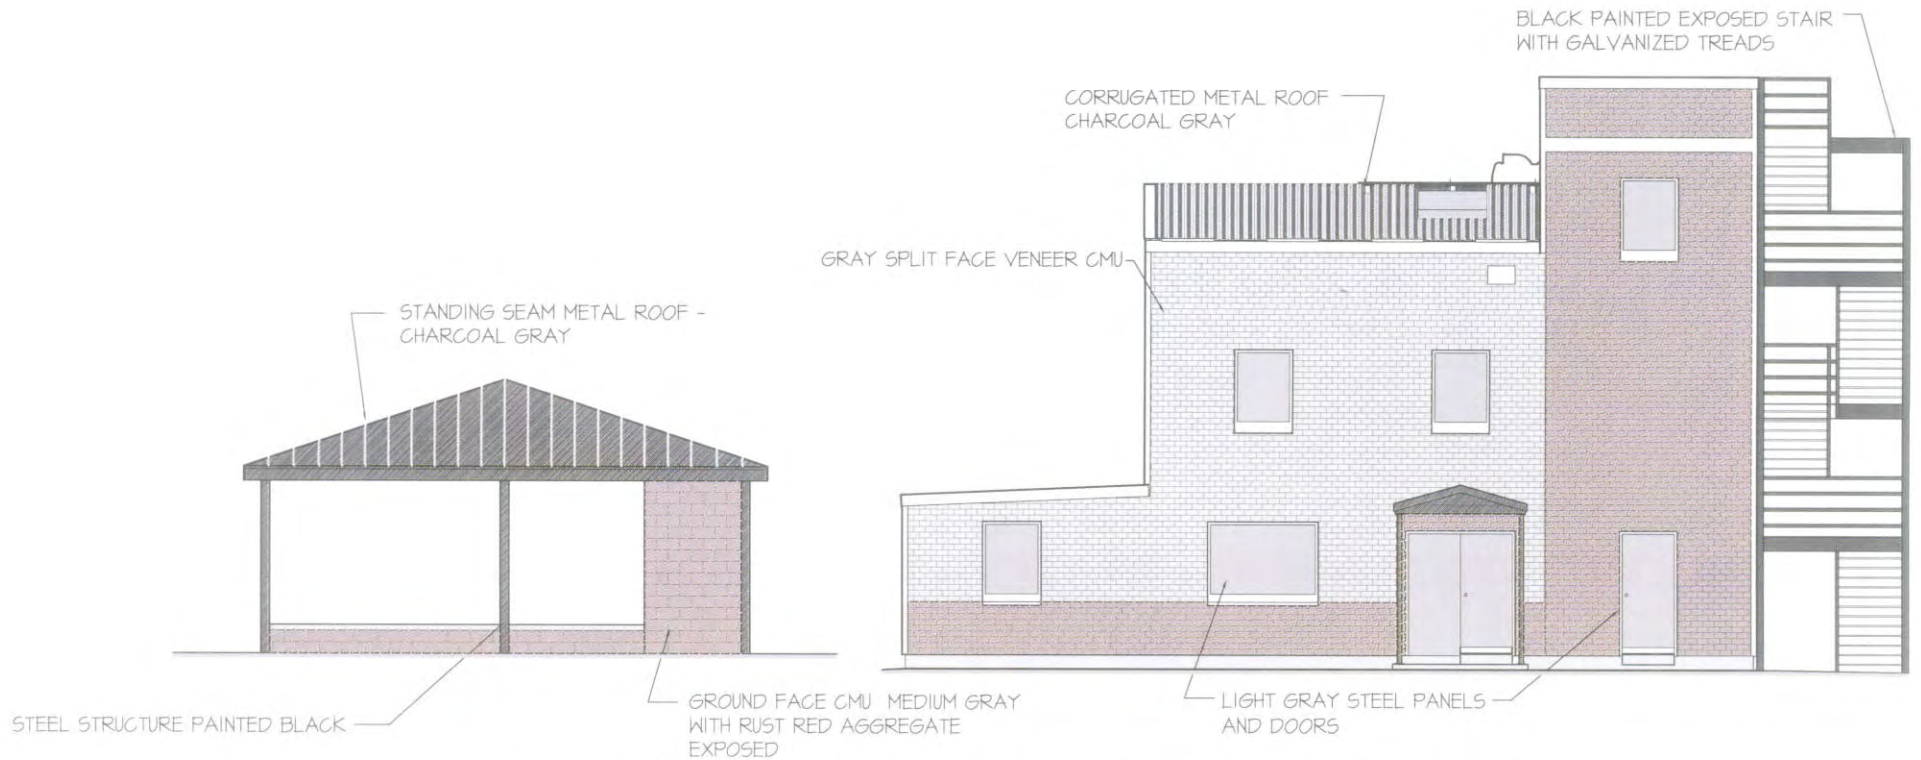 BLACK PAINTED EXPOSED STAIR
WITH GALVANIZED TREADS
CORRUGATED METAL ROOF
CHARCOAL GRAY
GRAY SPLIT FACE VENEER CMU
STANDING SEAM METAL ROOF -
CHARCOAL GRAY
STEEL STRUCTURE PAINTED BLACK
GROUND FACE CMU MEDIUM GRAY
WITH RUST RED AGGREGATE
EXPOSED
LIGHT GRAY STEEL PANELS
AND DOORS